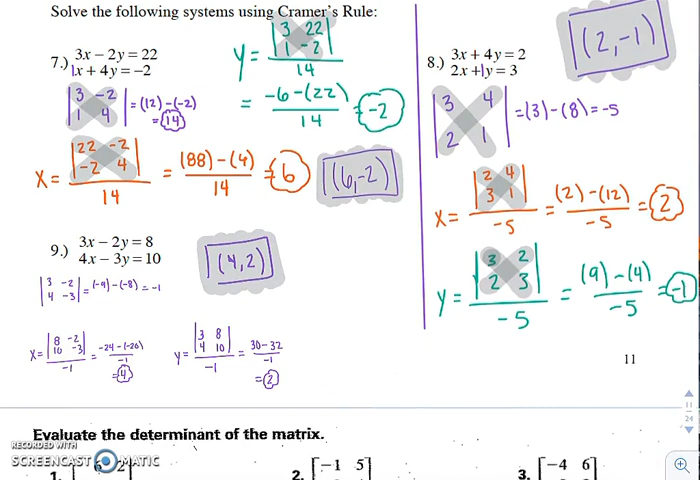 Solve the following systems using Cramer's Rule:
7.) 3x − 2y = 22
1x + 4y = −2
|3 −2|
|1 4| = (12) − (−2)
= 14
x = |22 −2|
|−2 4|
14
= (88) − (4)
14
= 6
y = |3 22|
|1 −2|
14
= −6 − (22)
14
= −2
(6, −2)
8.) 3x + 4y = 2
2x + 1y = 3
(2, −1)
|3 4|
|2 1| = (3) − (8) = −5
x = |2 4|
|3 1|
−5
= (2) − (12)
−5
= 2
y = |3 2|
|2 3|
−5
= (9) − (4)
−5
= −1
9.) 3x − 2y = 8
4x − 3y = 10
(4, 2)
|3 −2|
|4 −3| = (−9) − (−8) = −1
x = |8 −2|
|10 −3|
−1
= −24 − (−20)
−1
= 4
y = |3 8|
|4 10|
−1
= 30 − 32
−1
= 2
11
11
24
Evaluate the determinant of the matrix.
RECORDED WITH
SCREENCAST-O-MATIC
1.
2. [−1 5]
3. [−4 6]